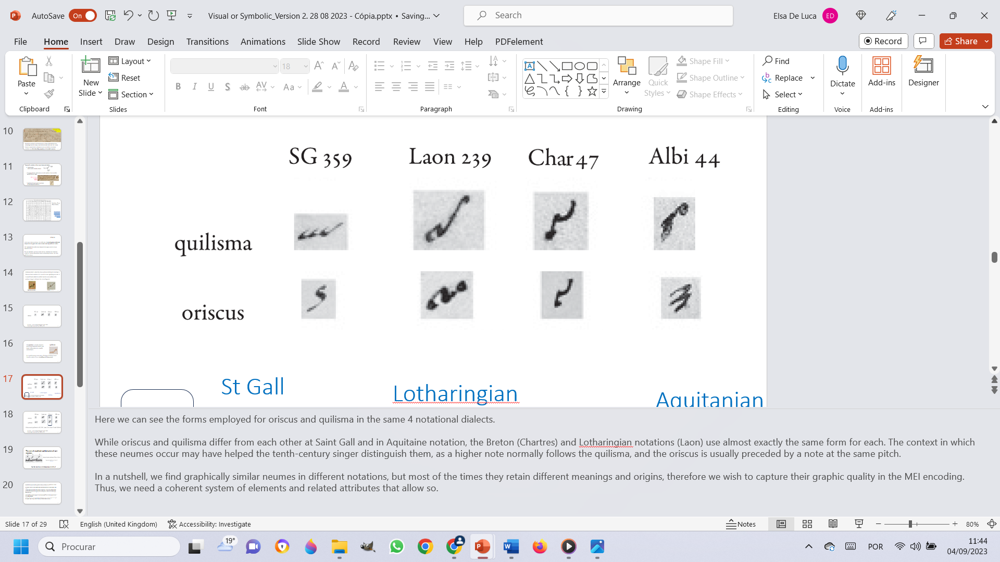 AutoSave On Visual or Symbolic_Version 2. 28 08 2023 - Cópia.pptx • Saving... Search Elsa De Luca ED
File Home Insert Draw Design Transitions Animations Slide Show Record Review View Help PDFelement Record Share
Paste New Slide Layout Reset Section 18 Arrange Quick Styles Shape Fill Shape Outline Shape Effects Find Replace Select Dictate Add-ins Designer
Clipboard Slides Font Paragraph Drawing Editing Voice Add-ins
10
11
12
13
14
15
16
17
18
19
20
SG 359 Laon 239 Char 47 Albi 44
quilisma
oriscus
St Gall Lotharingian Aquitanian
Here we can see the forms employed for oriscus and quilisma in the same 4 notational dialects.
While oriscus and quilisma differ from each other at Saint Gall and in Aquitaine notation, the Breton (Chartres) and Lotharingian notations (Laon) use almost exactly the same form for each. The context in which
these neumes occur may have helped the tenth-century singer distinguish them, as a higher note normally follows the quilisma, and the oriscus is usually preceded by a note at the same pitch.
In a nutshell, we find graphically similar neumes in different notations, but most of the times they retain different meanings and origins, therefore we wish to capture their graphic quality in the MEI encoding.
Thus, we need a coherent system of elements and related attributes that allow so.
Slide 17 of 29 English (United Kingdom) Accessibility: Investigate Notes 80%
Procurar 19° POR 11:44
04/09/2023